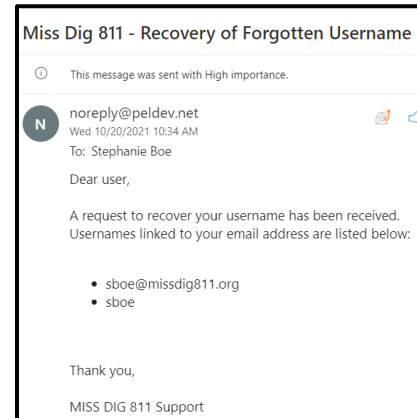 Miss Dig 811 - Recovery of Forgotten Username
This message was sent with High importance.
N
noreply@peldev.net
Wed 10/20/2021 10:34 AM
To: Stephanie Boe
Dear user,
A request to recover your username has been received.
Usernames linked to your email address are listed below:
• sboe@missdig811.org
• sboe
Thank you,
MISS DIG 811 Support